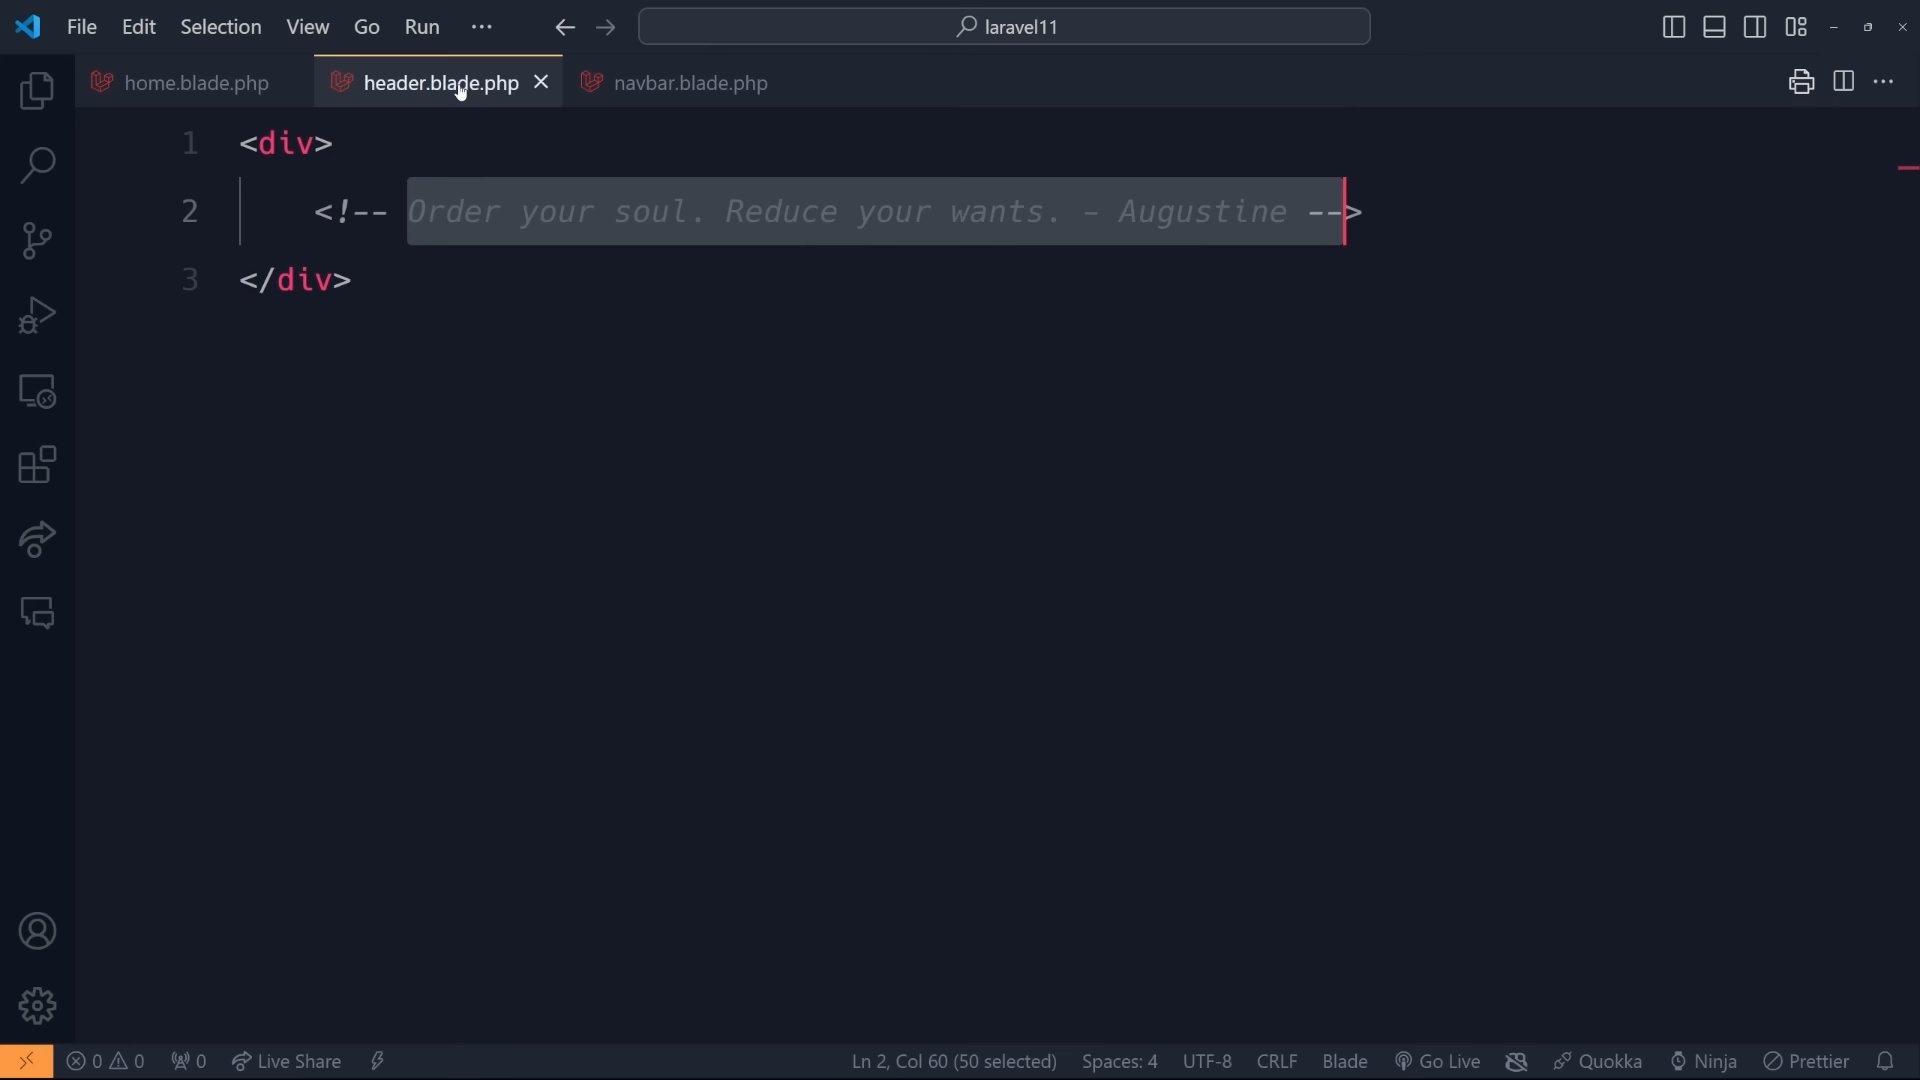 File Edit Selection View Go Run ··· laravel11
home.blade.php header.blade.php navbar.blade.php
1 <div>
2 <!-- Order your soul. Reduce your wants. - Augustine -->
3 </div>
0 0 0 Live Share Ln 2, Col 60 (50 selected) Spaces: 4 UTF-8 CRLF Blade Go Live Quokka Ninja Prettier